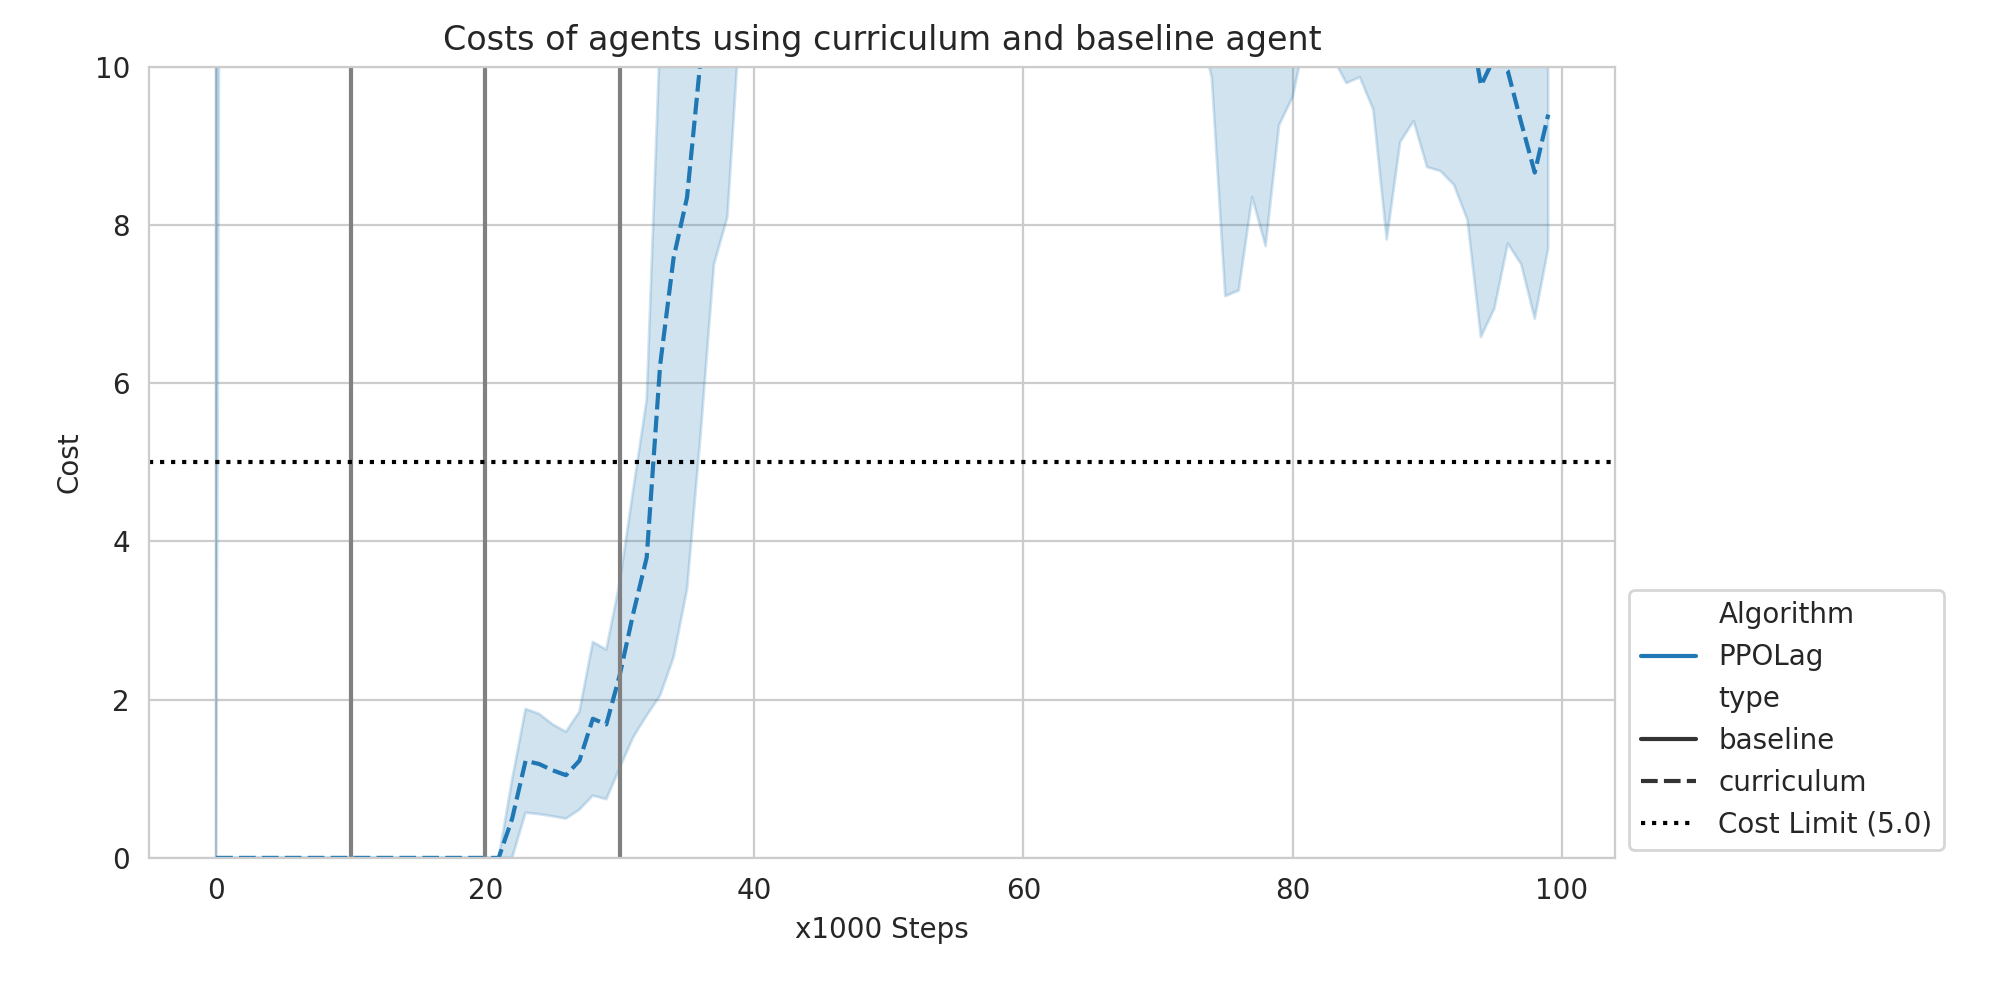 Costs of agents using curriculum and baseline agent
10
8
6
4
2
0
Cost
0 20 40 60 80 100
x1000 Steps
Algorithm
PPOLag
type
baseline
curriculum
Cost Limit (5.0)